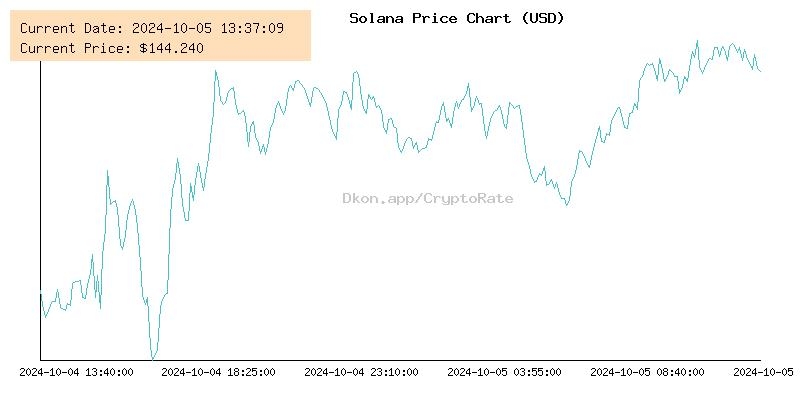 Solana Price Chart (USD)
Current Date: 2024-10-05 13:37:09
Current Price: $144.240
Dkon.app/CryptoRate
2024-10-04 13:40:00
2024-10-04 18:25:00
2024-10-04 23:10:00
2024-10-05 03:55:00
2024-10-05 08:40:00
2024-10-05